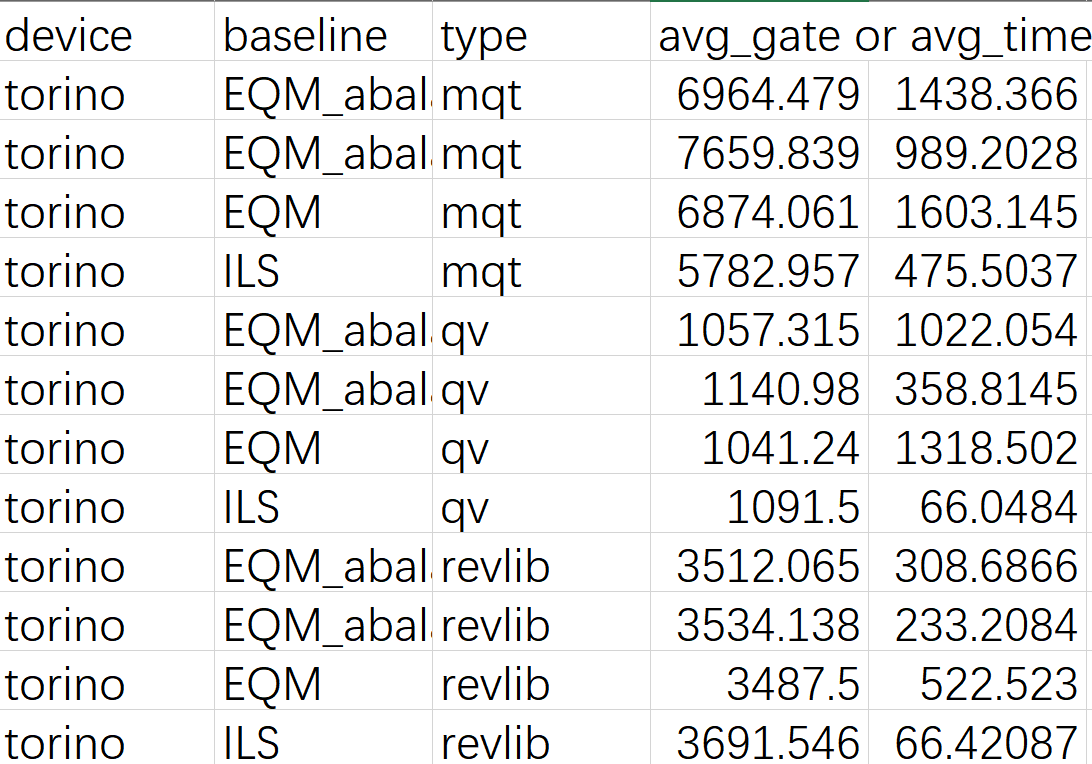 device baseline type avg_gate or avg_time
torino EQM_abal mqt 6964.479 1438.366
torino EQM_abal mqt 7659.839 989.2028
torino EQM mqt 6874.061 1603.145
torino ILS mqt 5782.957 475.5037
torino EQM_abal qv 1057.315 1022.054
torino EQM_abal qv 1140.98 358.8145
torino EQM qv 1041.24 1318.502
torino ILS qv 1091.5 66.0484
torino EQM_abal revlib 3512.065 308.6866
torino EQM_abal revlib 3534.138 233.2084
torino EQM revlib 3487.5 522.523
torino ILS revlib 3691.546 66.42087